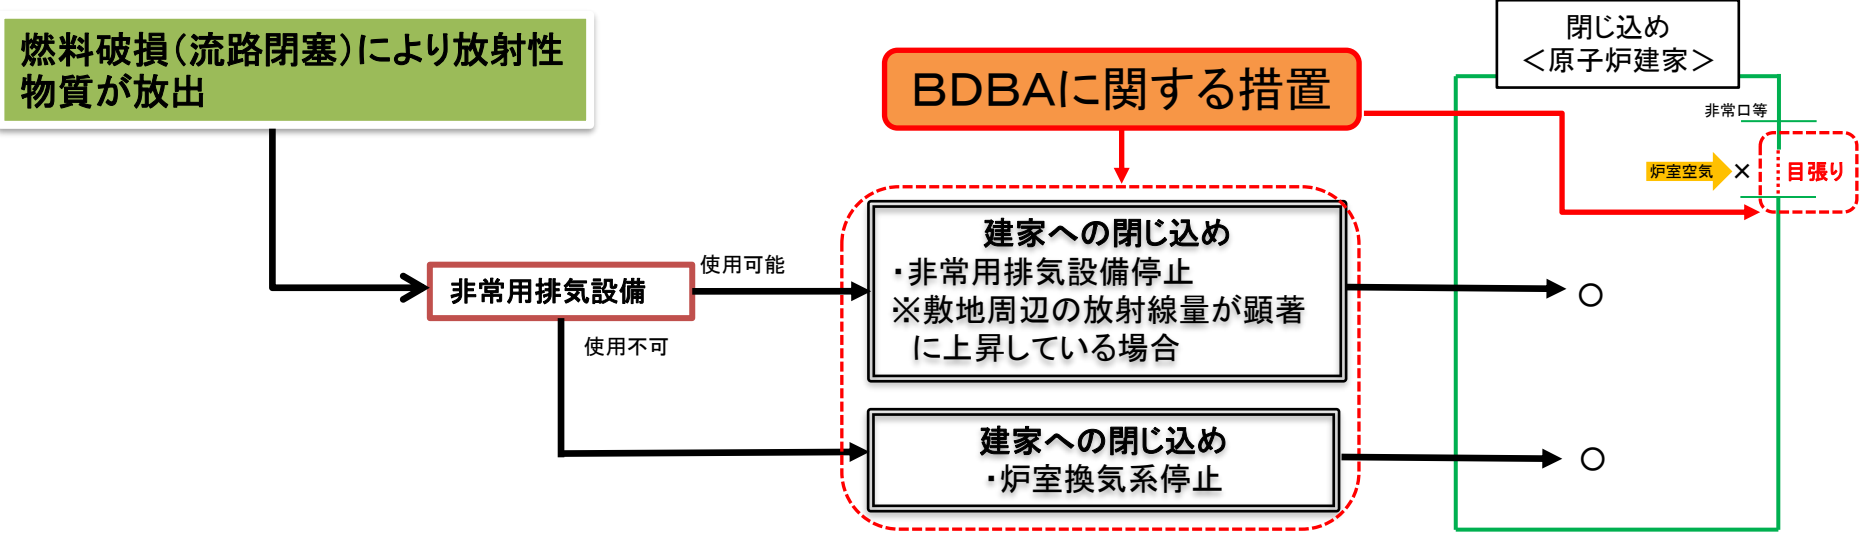 燃料破損(流路閉塞)により放射性
物質が放出
BDBAに関する措置
閉じ込め
＜原子炉建家＞
非常口等
炉室空気
×
目張り
非常用排気設備
使用可能
使用不可
建家への閉じ込め
・非常用排気設備停止
※敷地周辺の放射線量が顕著
に上昇している場合
○
建家への閉じ込め
・炉室換気系停止
○